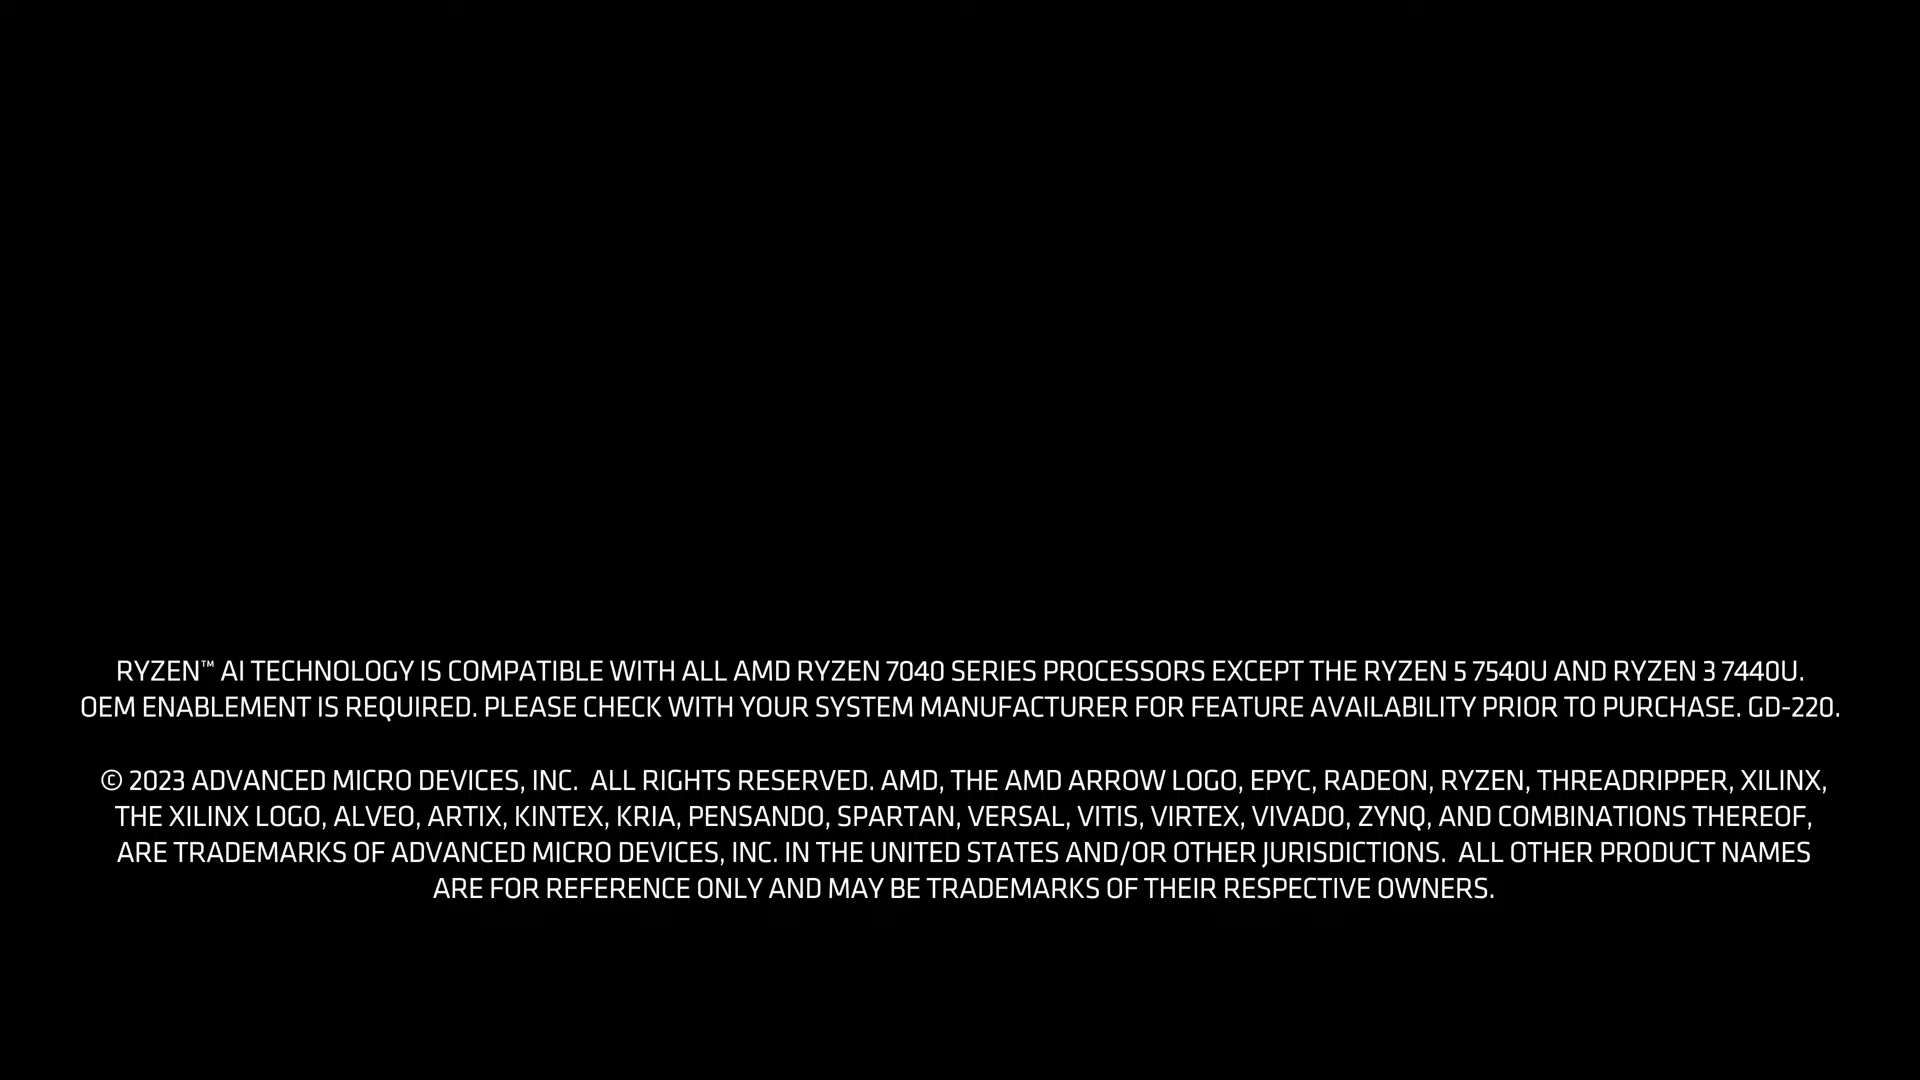 RYZEN™ AI TECHNOLOGY IS COMPATIBLE WITH ALL AMD RYZEN 7040 SERIES PROCESSORS EXCEPT THE RYZEN 5 7540U AND RYZEN 3 7440U.
OEM ENABLEMENT IS REQUIRED. PLEASE CHECK WITH YOUR SYSTEM MANUFACTURER FOR FEATURE AVAILABILITY PRIOR TO PURCHASE. GD-220.
© 2023 ADVANCED MICRO DEVICES, INC.  ALL RIGHTS RESERVED. AMD, THE AMD ARROW LOGO, EPYC, RADEON, RYZEN, THREADRIPPER, XILINX,
THE XILINX LOGO, ALVEO, ARTIX, KINTEX, KRIA, PENSANDO, SPARTAN, VERSAL, VITIS, VIRTEX, VIVADO, ZYNQ, AND COMBINATIONS THEREOF,
ARE TRADEMARKS OF ADVANCED MICRO DEVICES, INC. IN THE UNITED STATES AND/OR OTHER JURISDICTIONS.  ALL OTHER PRODUCT NAMES
ARE FOR REFERENCE ONLY AND MAY BE TRADEMARKS OF THEIR RESPECTIVE OWNERS.